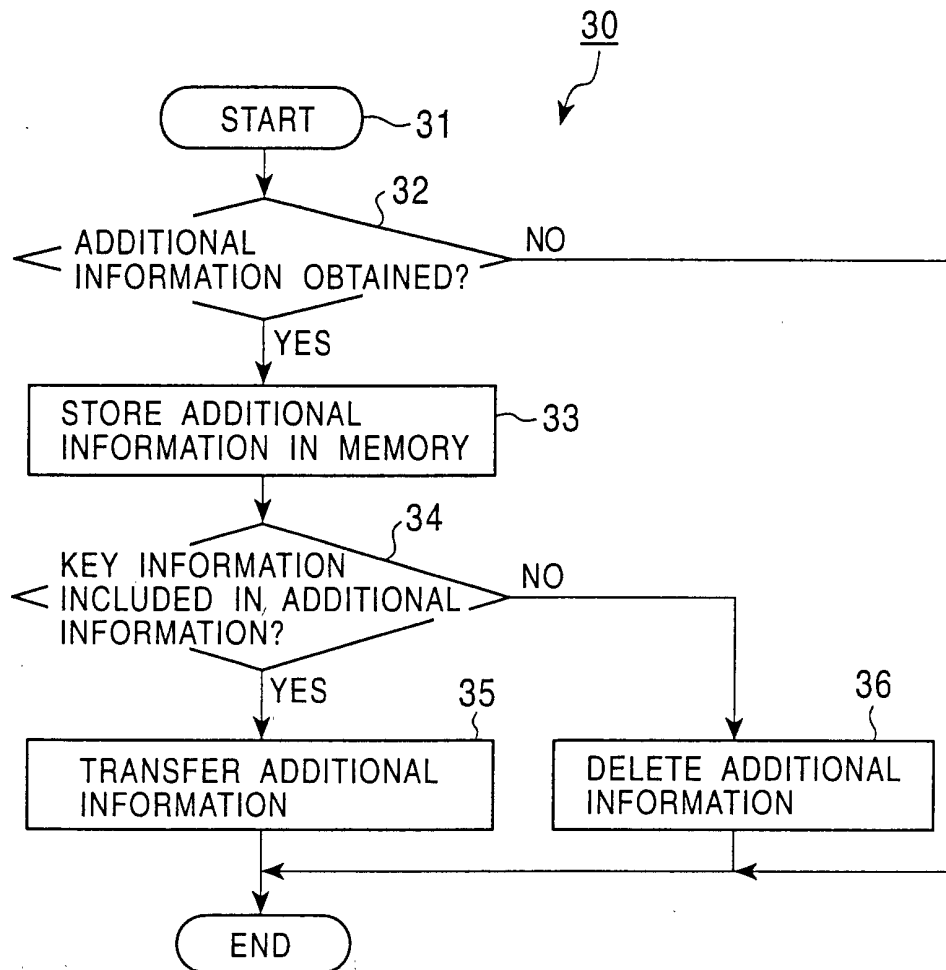 30
START
31
32
ADDITIONAL
INFORMATION OBTAINED?
NO
YES
STORE ADDITIONAL
INFORMATION IN MEMORY
33
34
KEY INFORMATION
INCLUDED IN ADDITIONAL
INFORMATION?
NO
YES
35
36
TRANSFER ADDITIONAL
INFORMATION
DELETE ADDITIONAL
INFORMATION
END